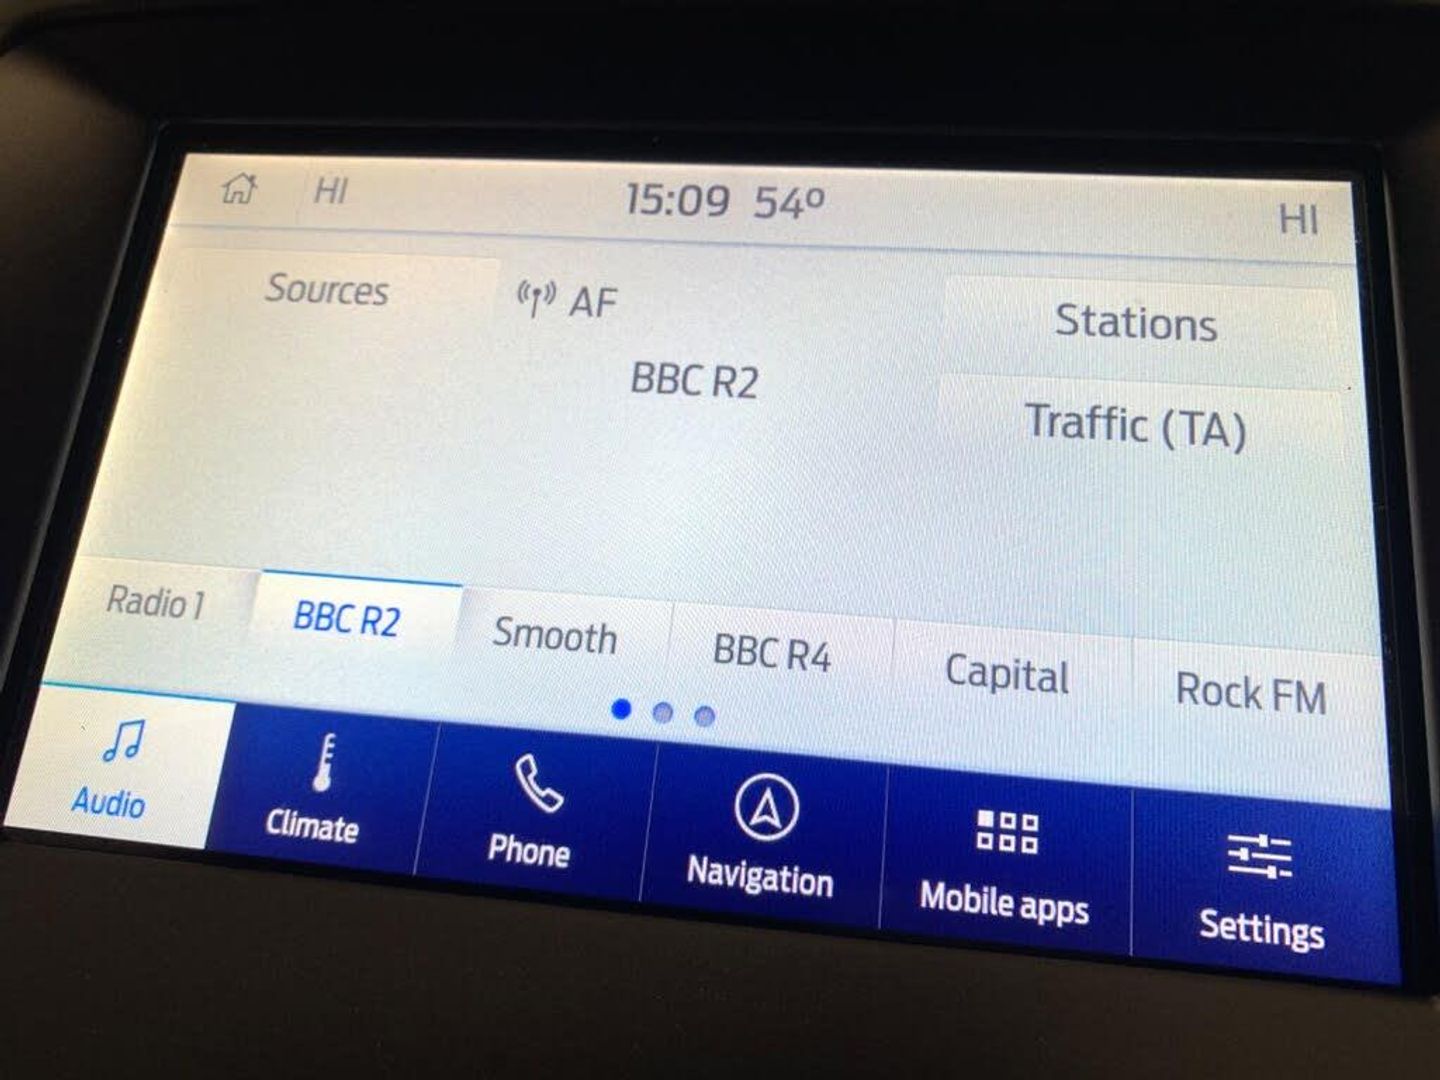 HI 15:09 54º HI
Sources AF Stations
BBC R2 Traffic (TA)
Radio 1 BBC R2 Smooth BBC R4 Capital Rock FM
Audio Climate Phone Navigation Mobile apps Settings